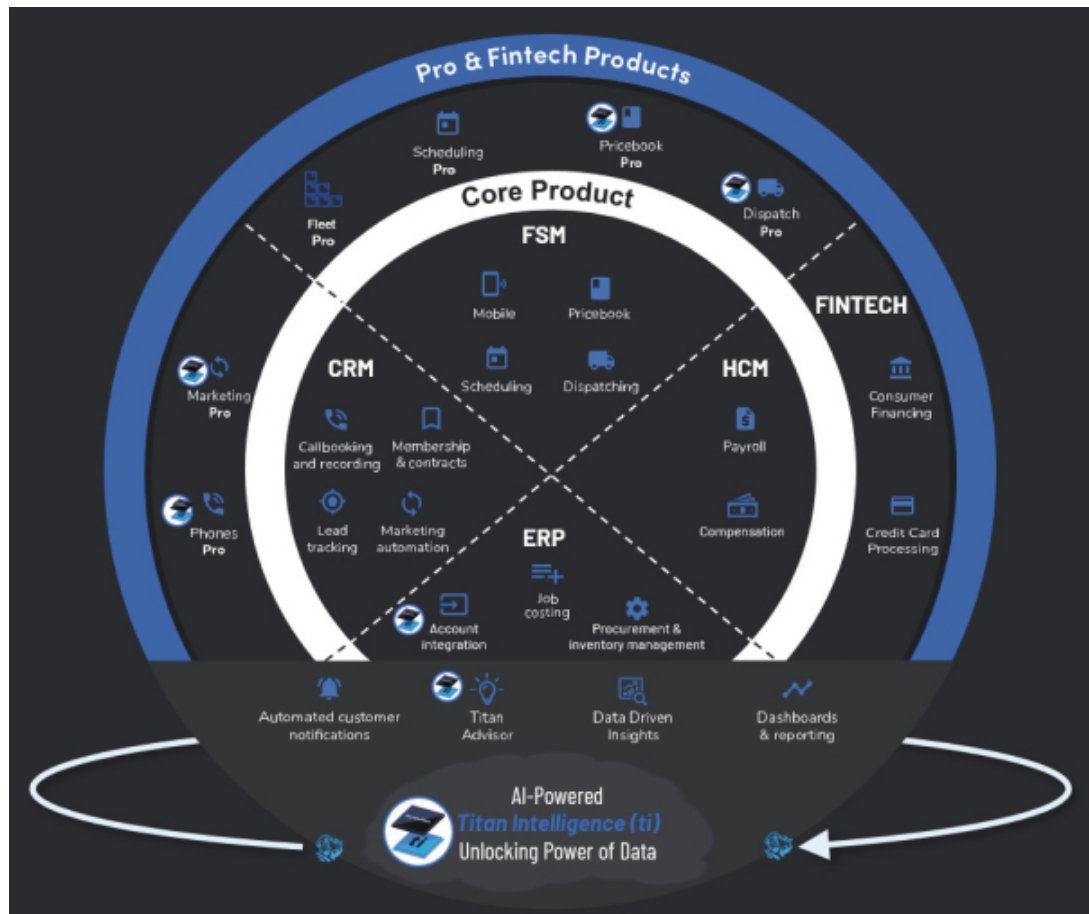 Pro & Fintech Products
Scheduling
Pro
Pricebook
Pro
Fleet
Pro
Dispatch
Pro
Core Product
FSM
Mobile
Pricebook
Scheduling
Dispatching
FINTECH
Consumer
Financing
Credit Card
Processing
CRM
Callbooking
and recording
Membership
& contracts
Lead
tracking
Marketing
automation
Marketing
Pro
Phones
Pro
HCM
Payroll
Compensation
ERP
Job
costing
Account
integration
Procurement &
inventory management
Automated customer
notifications
Titan
Advisor
Data Driven
Insights
Dashboards
& reporting
AI-Powered
Titan Intelligence (ti)
Unlocking Power of Data
ti